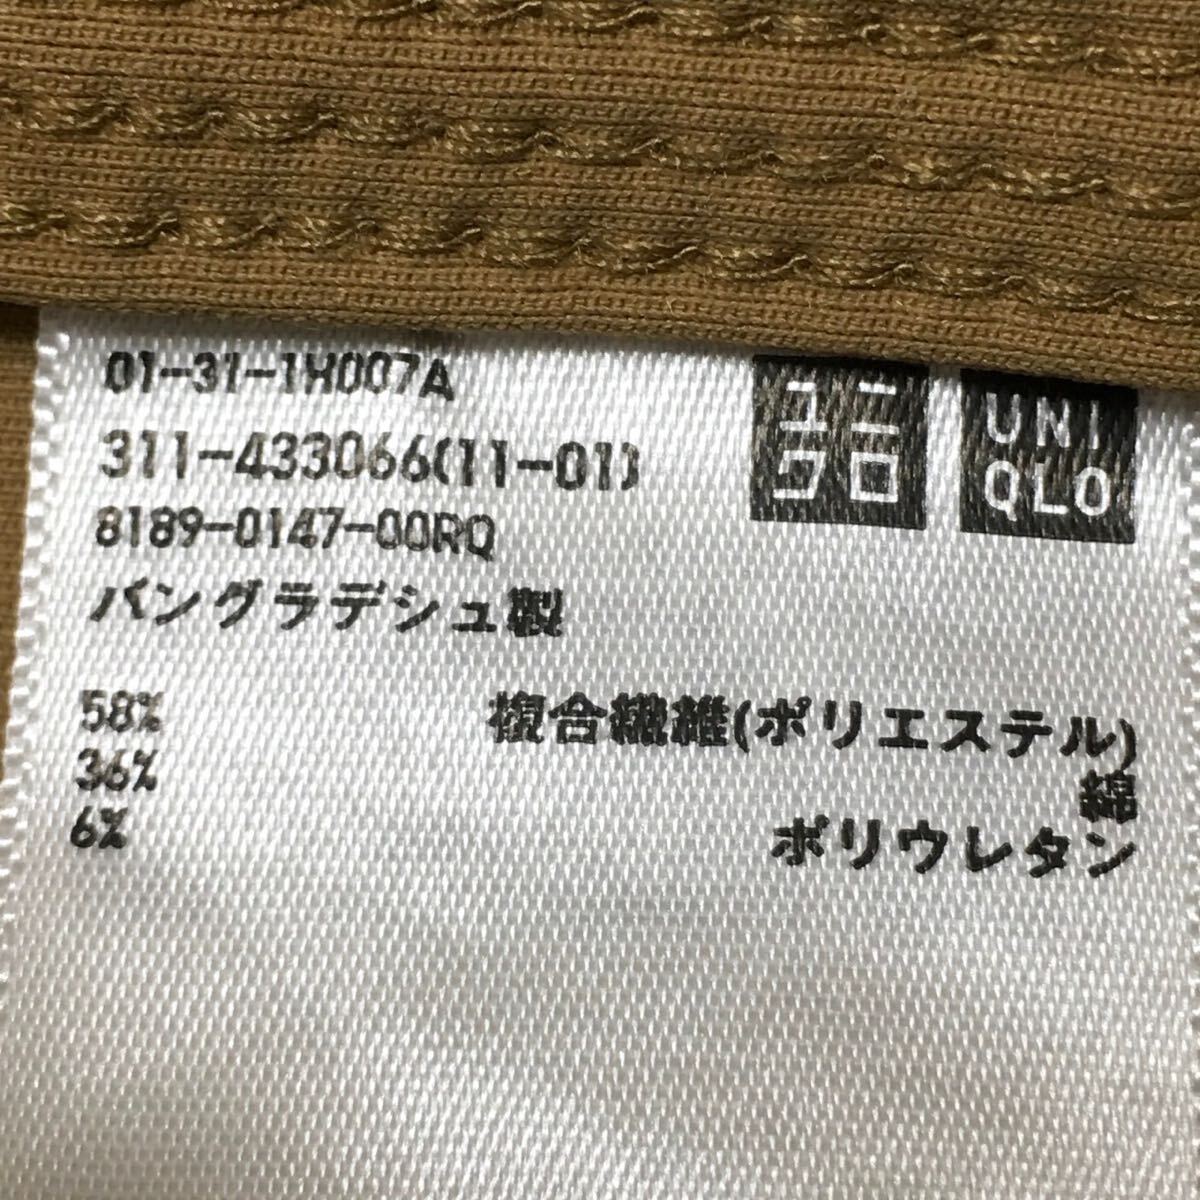 01-31-1H007A
311-433066(11-01)
8189-0147-00RQ
バングラデシュ製
ユニ
クロ
UNI
QLO
58% 複合繊維(ポリエステル)
36% 綿
6% ポリウレタン